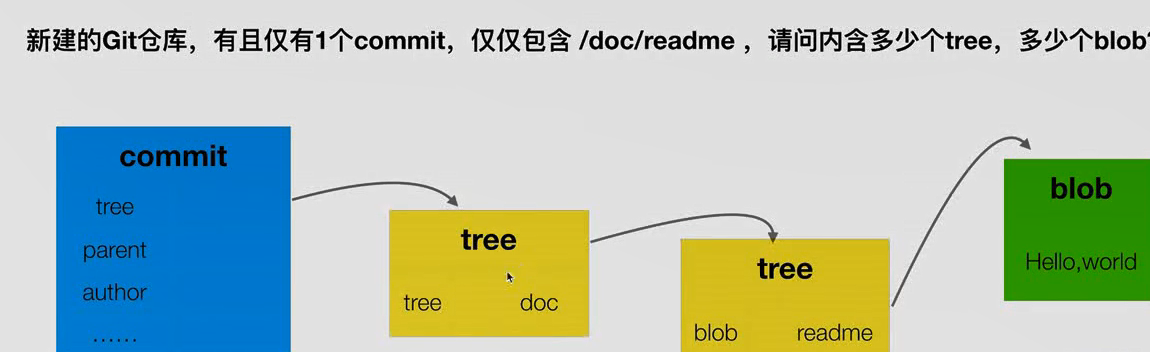 新建的Git仓库，有且仅有1个commit，仅仅包含 /doc/readme ，请问内含多少个tree，多少个blob?
commit
tree
parent
author
……
tree
tree doc
tree
blob readme
blob
Hello,world